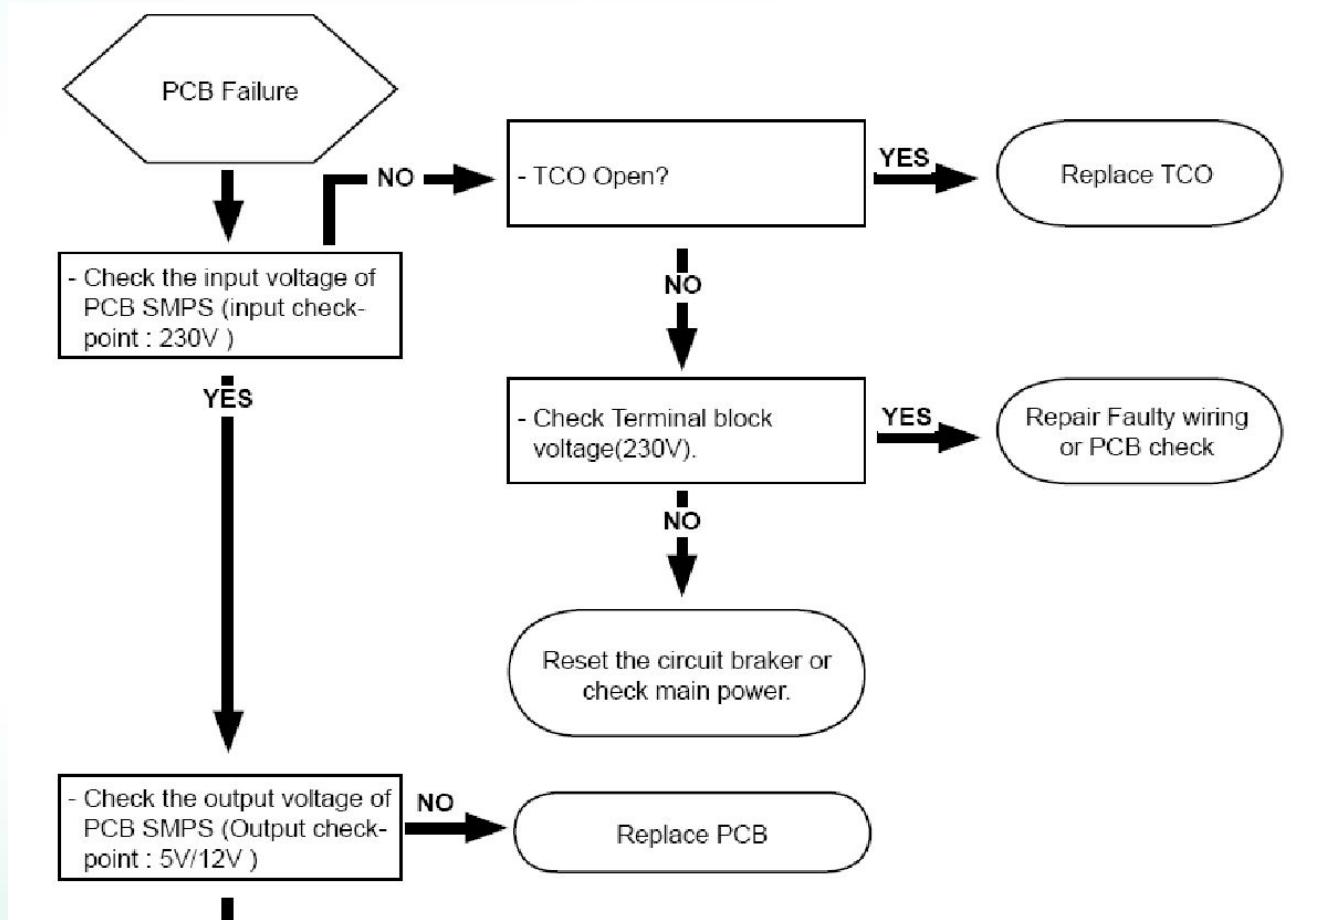 PCB Failure
NO
- TCO Open?
YES
Replace TCO
- Check the input voltage of
PCB SMPS (input check-
point : 230V )
NO
YES
- Check Terminal block
voltage(230V).
YES
Repair Faulty wiring
or PCB check
NO
Reset the circuit braker or
check main power.
- Check the output voltage of
PCB SMPS (Output check-
point : 5V/12V )
NO
Replace PCB